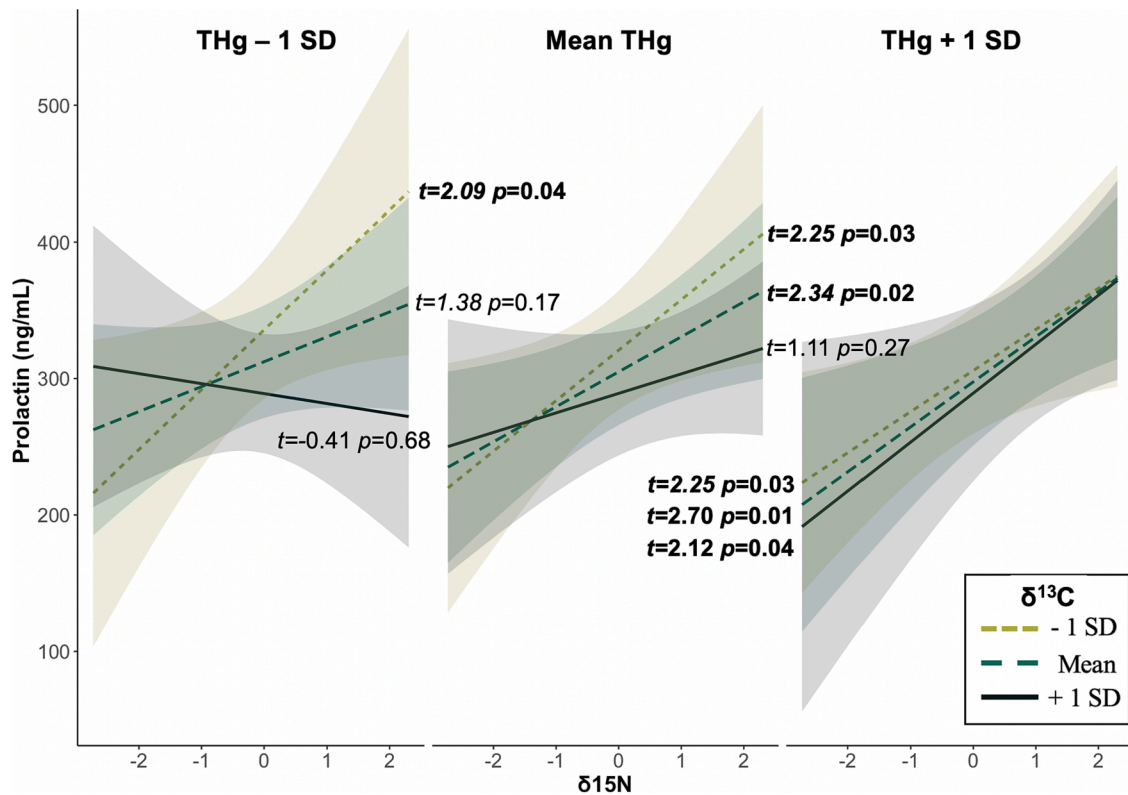 THg – 1 SD
Mean THg
THg + 1 SD
Prolactin (ng/mL)
500
400
300
200
100
t=2.09 p=0.04
t=1.38 p=0.17
t=-0.41 p=0.68
t=2.25 p=0.03
t=2.34 p=0.02
t=1.11 p=0.27
t=2.25 p=0.03
t=2.70 p=0.01
t=2.12 p=0.04
δ¹³C
- 1 SD
Mean
+ 1 SD
-2 -1 0 1 2
-2 -1 0 1 2
-2 -1 0 1 2
δ15N